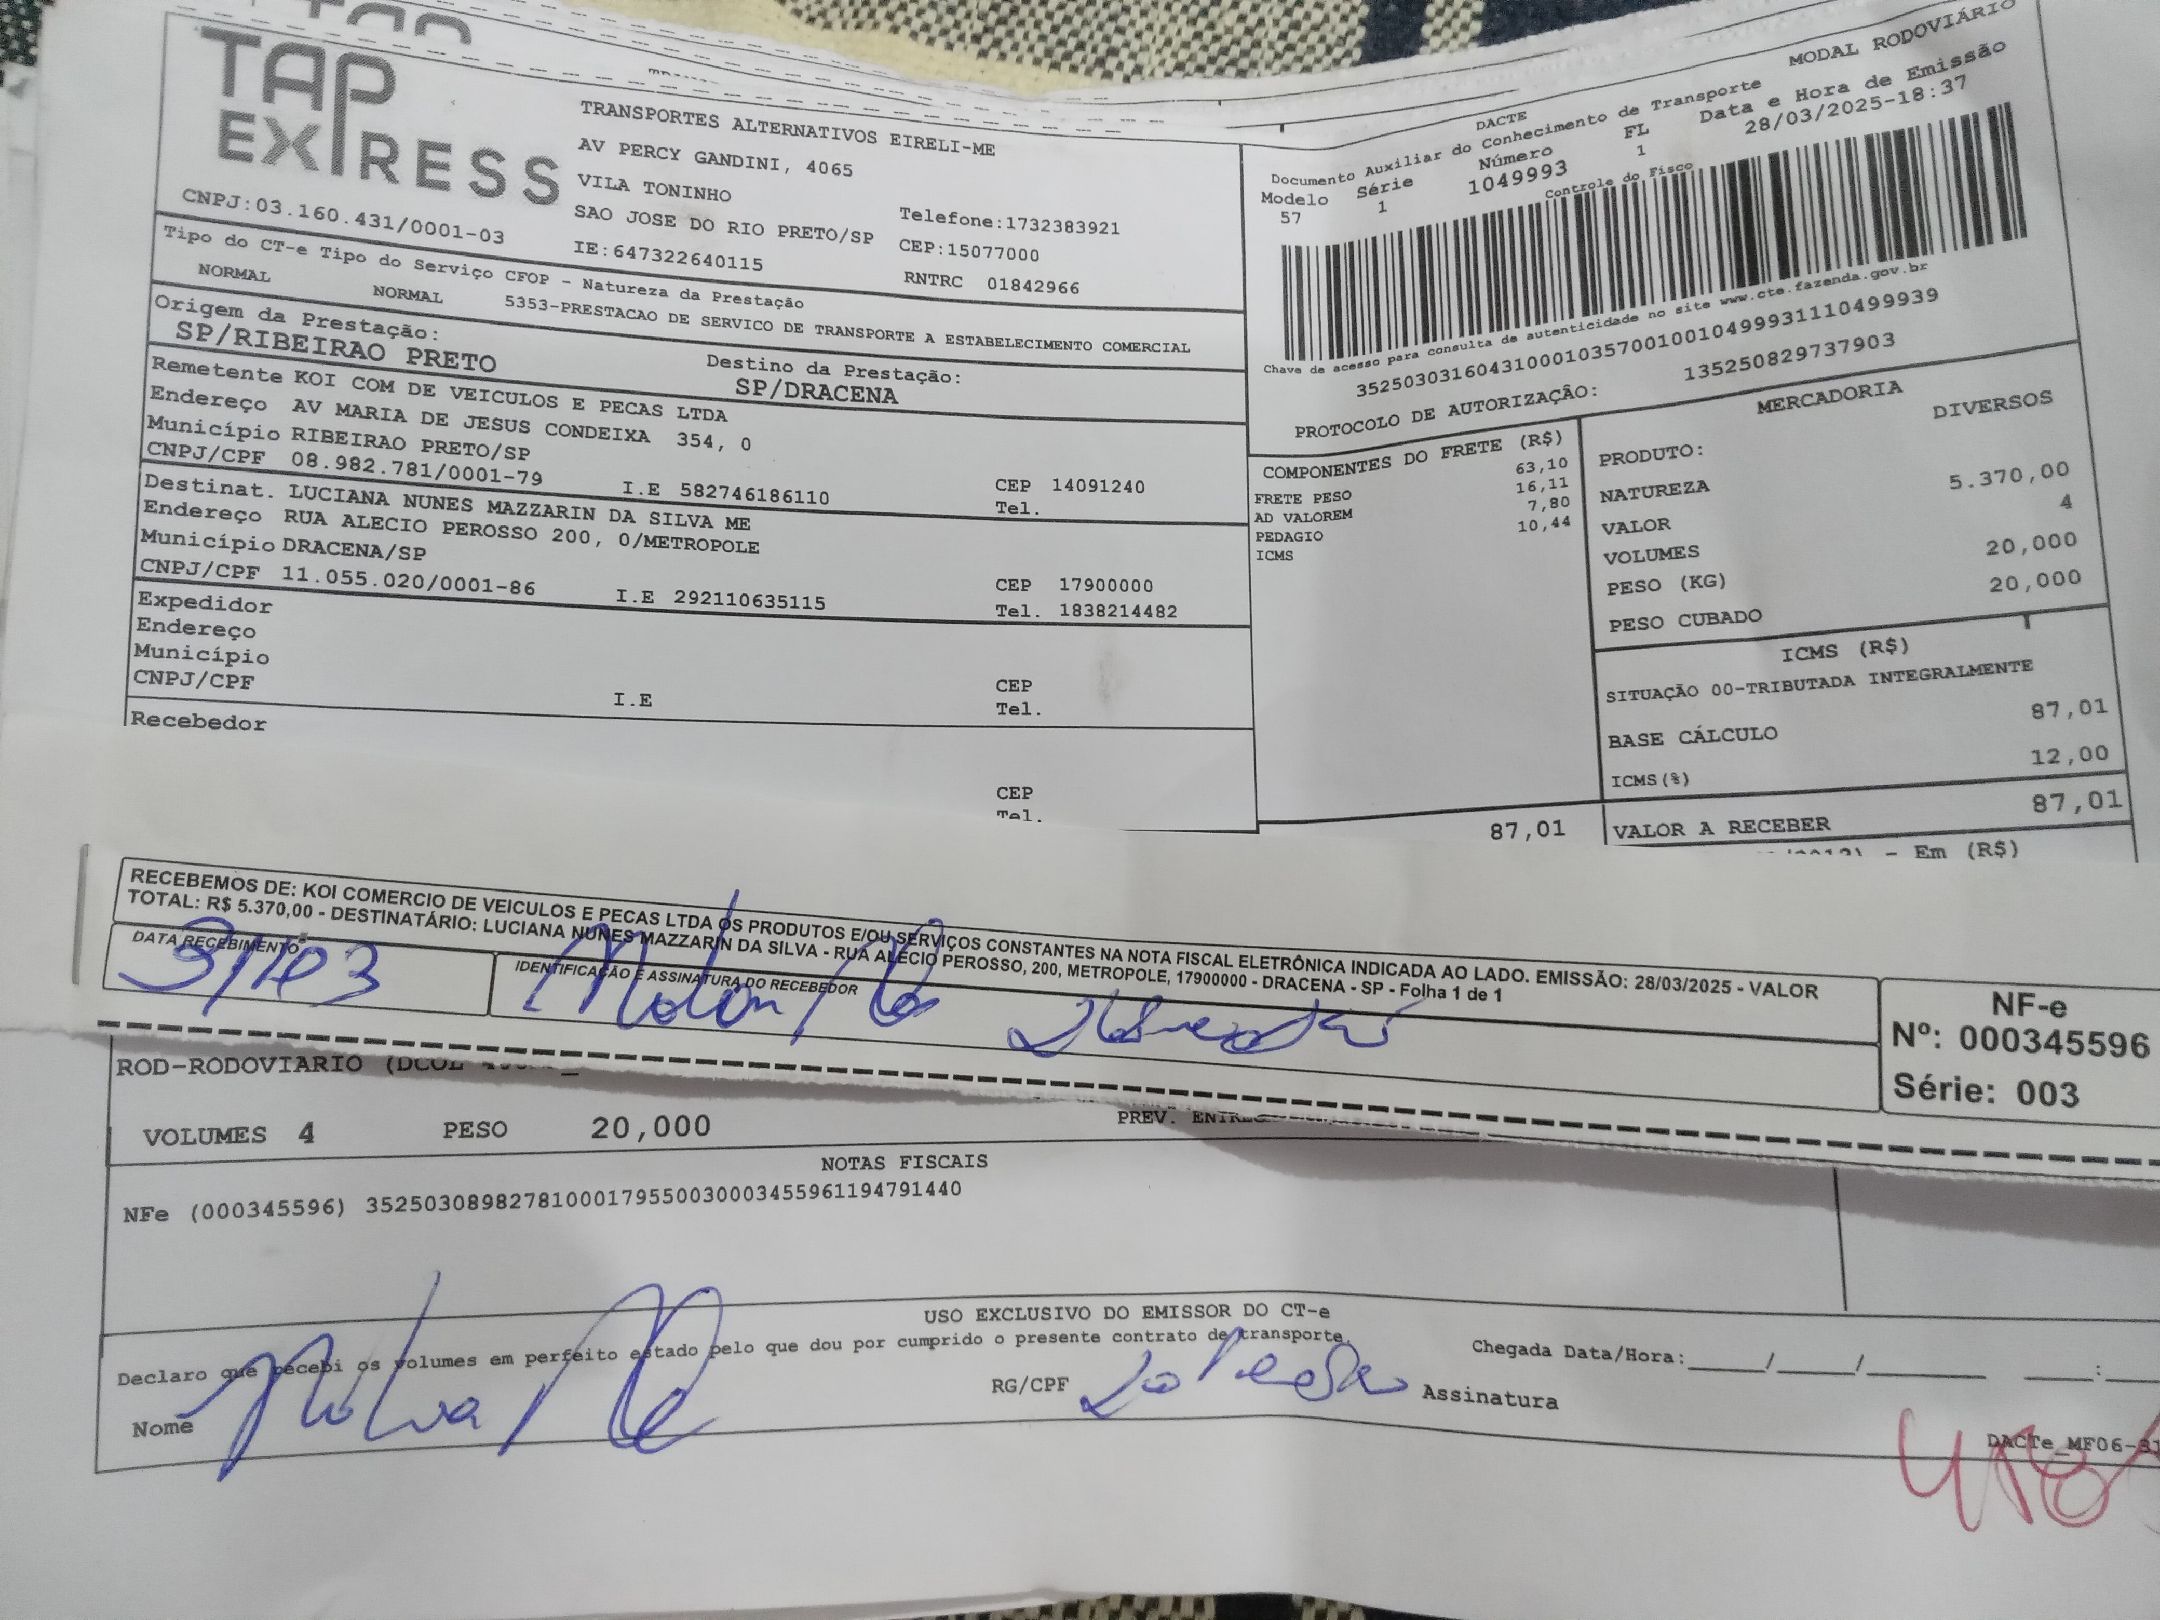 TAP
EXPRESS
CNPJ:03.160.431/0001-03
TRANSPORTES ALTERNATIVOS EIRELI-ME
AV PERCY GANDINI, 4065
VILA TONINHO
SAO JOSE DO RIO PRETO/SP
IE:647322640115
Telefone:1732383921
CEP:15077000
RNTRC 01842966
Tipo do CT-e Tipo do Serviço CFOP - Natureza da Prestação
NORMAL NORMAL 5353-PRESTACAO DE SERVICO DE TRANSPORTE A ESTABELECIMENTO COMERCIAL
Origem da Prestação:
SP/RIBEIRAO PRETO
Destino da Prestação:
SP/DRACENA
Remetente KOI COM DE VEICULOS E PECAS LTDA
Endereço AV MARIA DE JESUS CONDEIXA 354, 0
Município RIBEIRAO PRETO/SP CEP 14091240
CNPJ/CPF 08.982.781/0001-79 I.E 582746186110 Tel.
Destinat. LUCIANA NUNES MAZZARIN DA SILVA ME
Endereço RUA ALECIO PEROSSO 200, 0/METROPOLE
Município DRACENA/SP CEP 17900000
CNPJ/CPF 11.055.020/0001-86 I.E 292110635115 Tel. 1838214482
Expedidor
Endereço
Município CEP
CNPJ/CPF I.E Tel.
Recebedor
CEP
Tel.
MODAL RODOVIÁRIO
DACTE
Documento Auxiliar do Conhecimento de Transporte
Modelo Série Número FL Data e Hora de Emissão
57 1 1049993 1 28/03/2025-18:37
Controle do Fisco
Chave de acesso para consulta de autenticidade no site www.cte.fazenda.gov.br
35250303160431000103570010010499931110499939
PROTOCOLO DE AUTORIZAÇÃO: 135250829737903
COMPONENTES DO FRETE (R$)
FRETE PESO 63,10
AD VALOREM 16,11
PEDAGIO 7,80
ICMS 10,44
87,01
MERCADORIA
PRODUTO: DIVERSOS
NATUREZA
VALOR 5.370,00
VOLUMES 4
PESO (KG) 20,000
PESO CUBADO 20,000
ICMS (R$)
SITUAÇÃO 00-TRIBUTADA INTEGRALMENTE
BASE CÁLCULO 87,01
ICMS(%) 12,00
VALOR A RECEBER 87,01
- Em (R$)
RECEBEMOS DE: KOI COMERCIO DE VEICULOS E PECAS LTDA OS PRODUTOS E/OU SERVIÇOS CONSTANTES NA NOTA FISCAL ELETRÔNICA INDICADA AO LADO. EMISSÃO: 28/03/2025 - VALOR
TOTAL: R$ 5.370,00 - DESTINATÁRIO: LUCIANA NUNES MAZZARIN DA SILVA - RUA ALECIO PEROSSO, 200, METROPOLE, 17900000 - DRACENA - SP - Folha 1 de 1
DATA RECEBIMENTO
IDENTIFICAÇÃO E ASSINATURA DO RECEBEDOR
NF-e
Nº: 000345596
Série: 003
ROD-RODOVIARIO
VOLUMES 4 PESO 20,000 PREV.
NOTAS FISCAIS
NFe (000345596) 35250308982781000179550030003455961194791440
USO EXCLUSIVO DO EMISSOR DO CT-e
Declaro que recebi os volumes em perfeito estado pelo que dou por cumprido o presente contrato de transporte.
Chegada Data/Hora:_____/_____/_______ ____:
Nome RG/CPF Assinatura